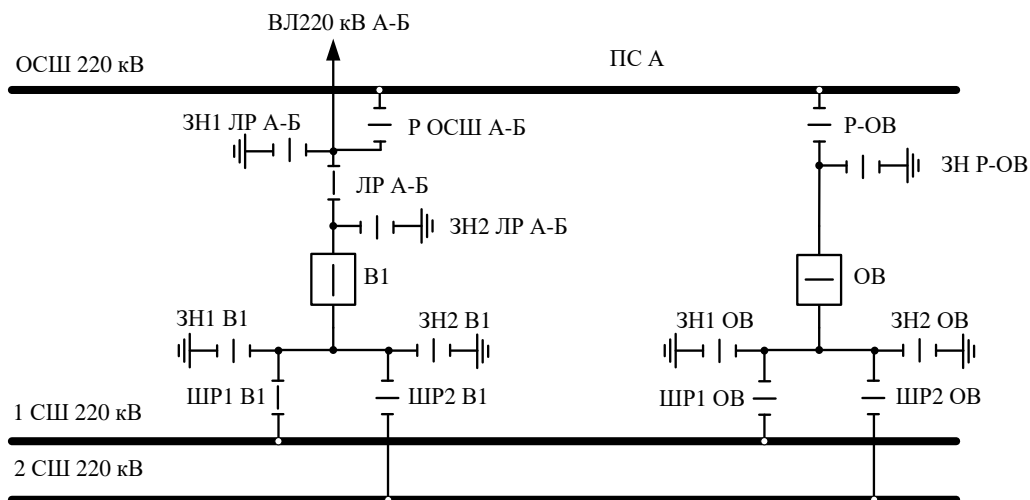 ВЛ220 кВ А-Б
ОСШ 220 кВ
ПС А
ЗН1 ЛР А-Б
Р ОСШ А-Б
Р-ОВ
ЗН Р-ОВ
ЛР А-Б
ЗН2 ЛР А-Б
В1
ОВ
ЗН1 В1
ЗН2 В1
ЗН1 ОВ
ЗН2 ОВ
ШР1 В1
ШР2 В1
ШР1 ОВ
ШР2 ОВ
1 СШ 220 кВ
2 СШ 220 кВ